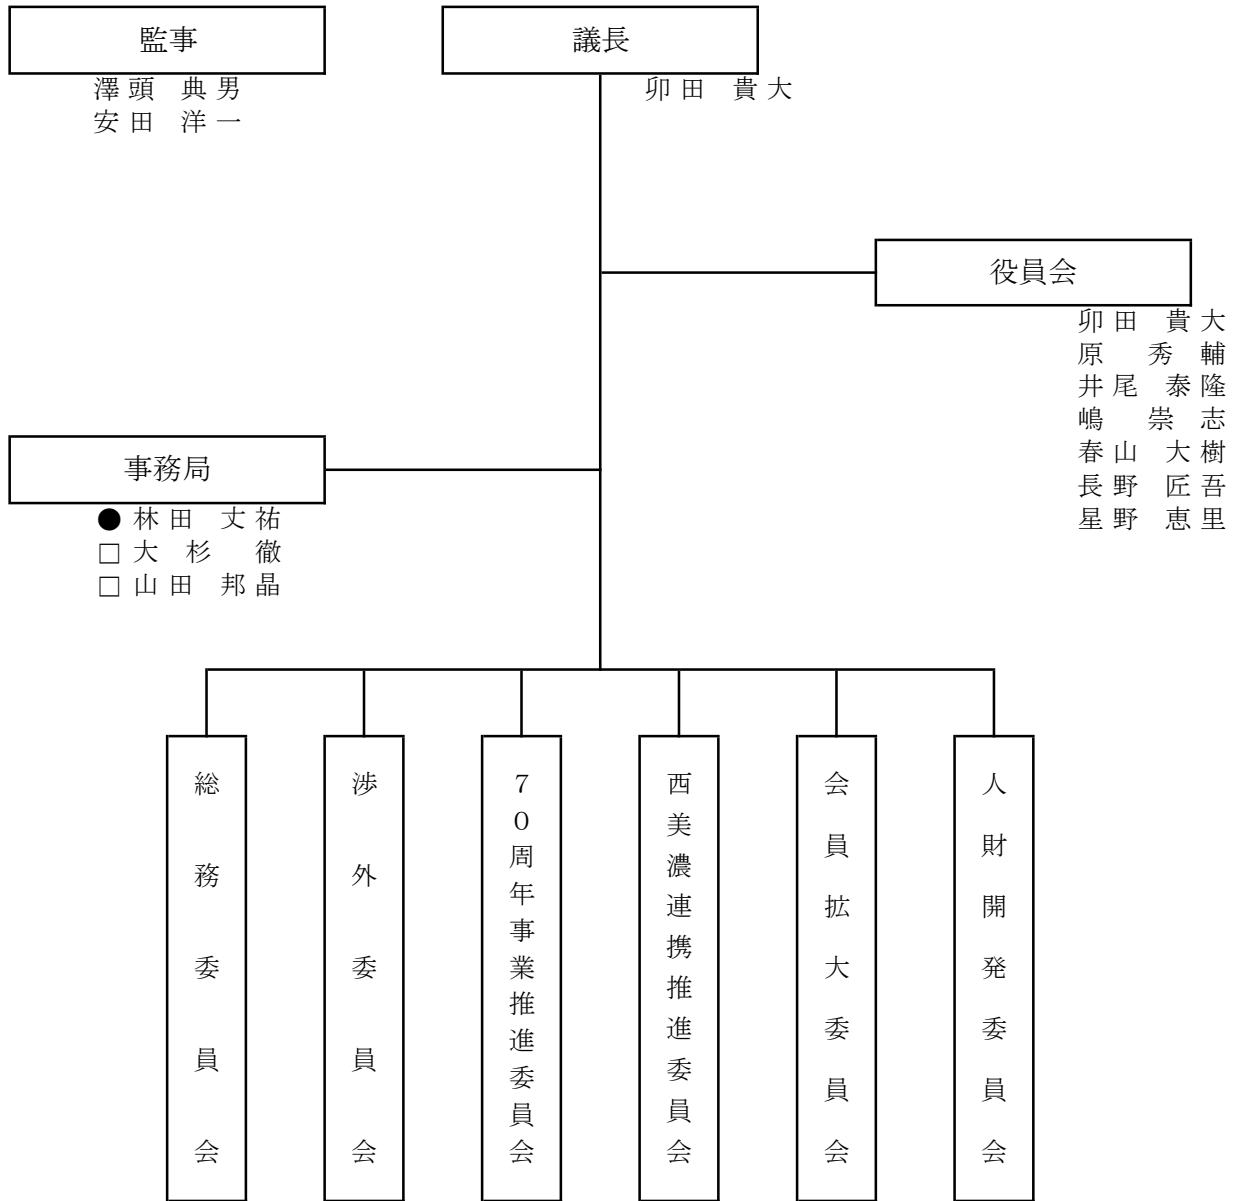 監事
澤頭 典男
安田 洋一
議長
卯田 貴大
役員会
卯田 貴大
原 秀輔
井尾 泰隆
嶋 崇志
春山 大樹
長野 匠吾
星野 恵里
事務局
●林田 丈祐
□大杉 徹
□山田 邦晶
総務委員会
渉外委員会
70周年事業推進委員会
西美濃連携推進委員会
会員拡大委員会
人財開発委員会